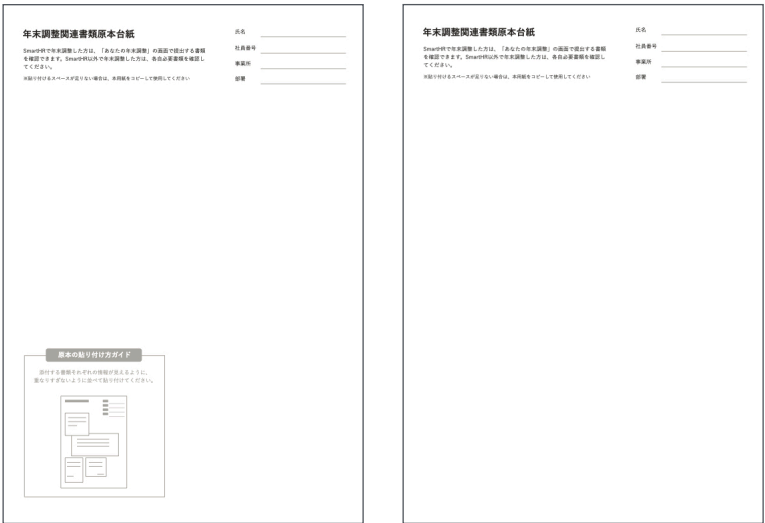 年末調整関連書類原本台紙
SmartHRで年末調整した方は、「あなたの年末調整」の画面で提出する書類
を確認できます。SmartHR以外で年末調整した方は、各自必要書類を確認し
てください。
※貼り付けるスペースが足りない場合は、本用紙をコピーして使用してください
氏名
社員番号
事業所
部署
原本の貼り付け方ガイド
添付する書類それぞれの情報が見えるように、
重なりすぎないように並べて貼り付けてください。
年末調整関連書類原本台紙
SmartHRで年末調整した方は、「あなたの年末調整」の画面で提出する書類
を確認できます。SmartHR以外で年末調整した方は、各自必要書類を確認し
てください。
※貼り付けるスペースが足りない場合は、本用紙をコピーして使用してください
氏名
社員番号
事業所
部署